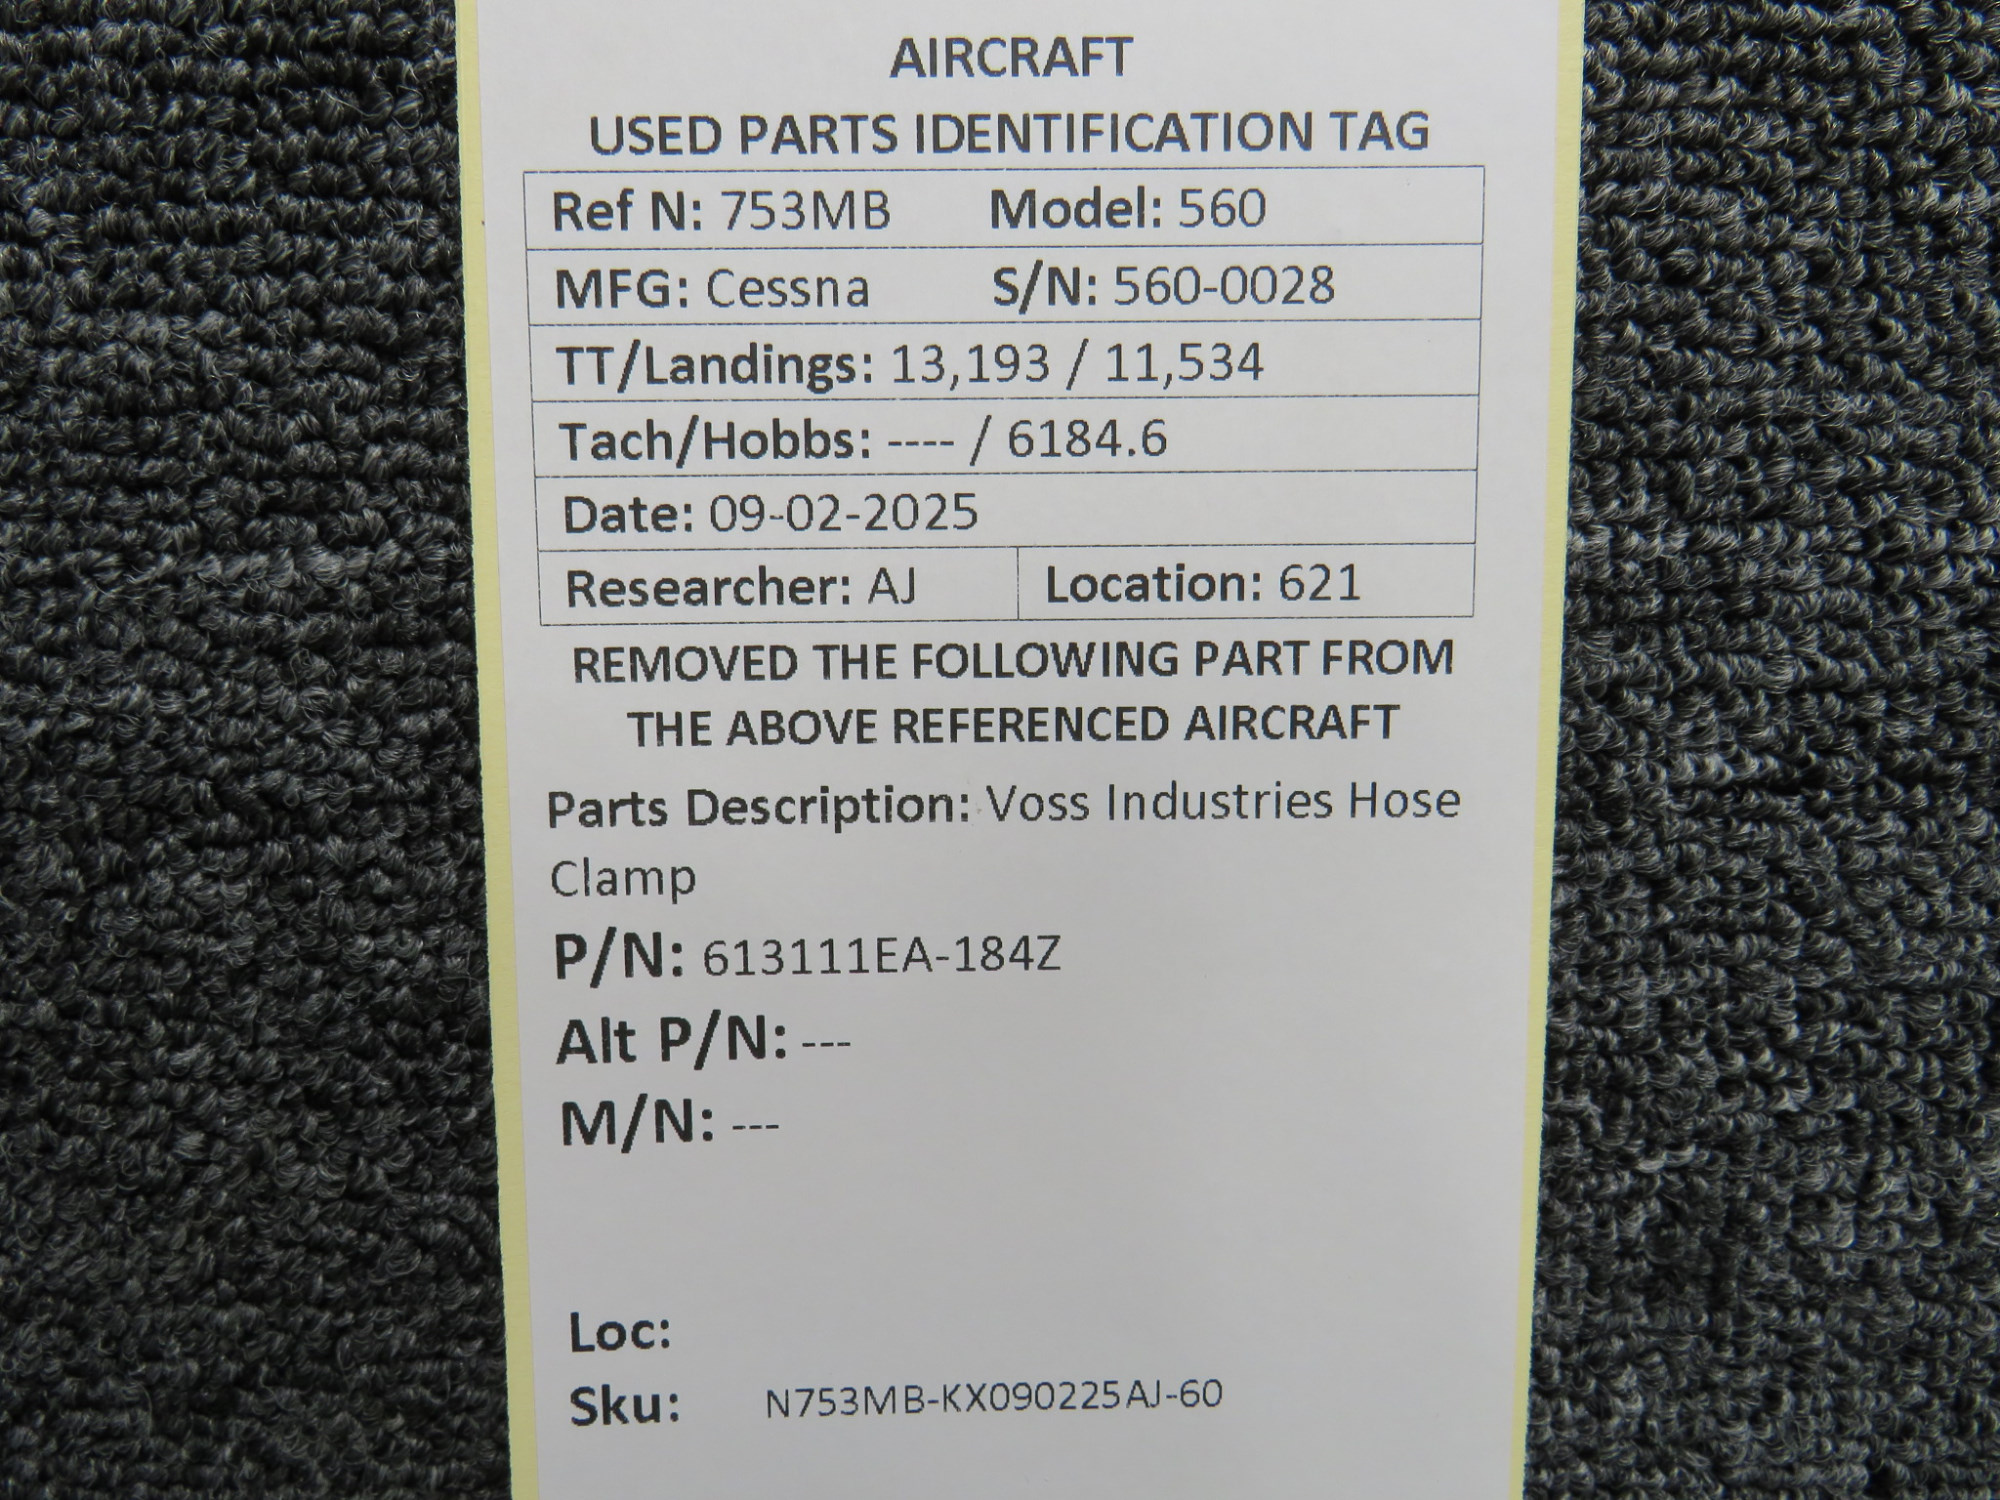 AIRCRAFT
USED PARTS IDENTIFICATION TAG
Ref N: 753MB Model: 560
MFG: Cessna S/N: 560-0028
TT/Landings: 13,193 / 11,534
Tach/Hobbs: ---- / 6184.6
Date: 09-02-2025
Researcher: AJ Location: 621
REMOVED THE FOLLOWING PART FROM
THE ABOVE REFERENCED AIRCRAFT
Parts Description: Voss Industries Hose
Clamp
P/N: 613111EA-184Z
Alt P/N: ---
M/N: ---
Loc:
Sku: N753MB-KX090225AJ-60